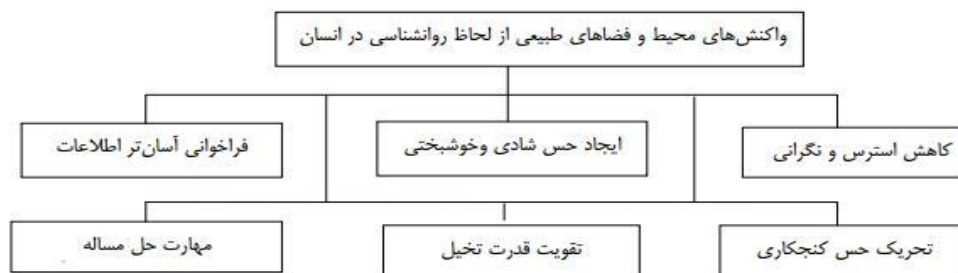 واکنش‌های محیط و فضاهای طبیعی از لحاظ روانشناسی در انسان
کاهش استرس و نگرانی
ایجاد حس شادی وخوشبختی
فراخوانی آسان‌تر اطلاعات
تحریک حس کنجکاری
تقویت قدرت تخیل
مهارت حل مساله